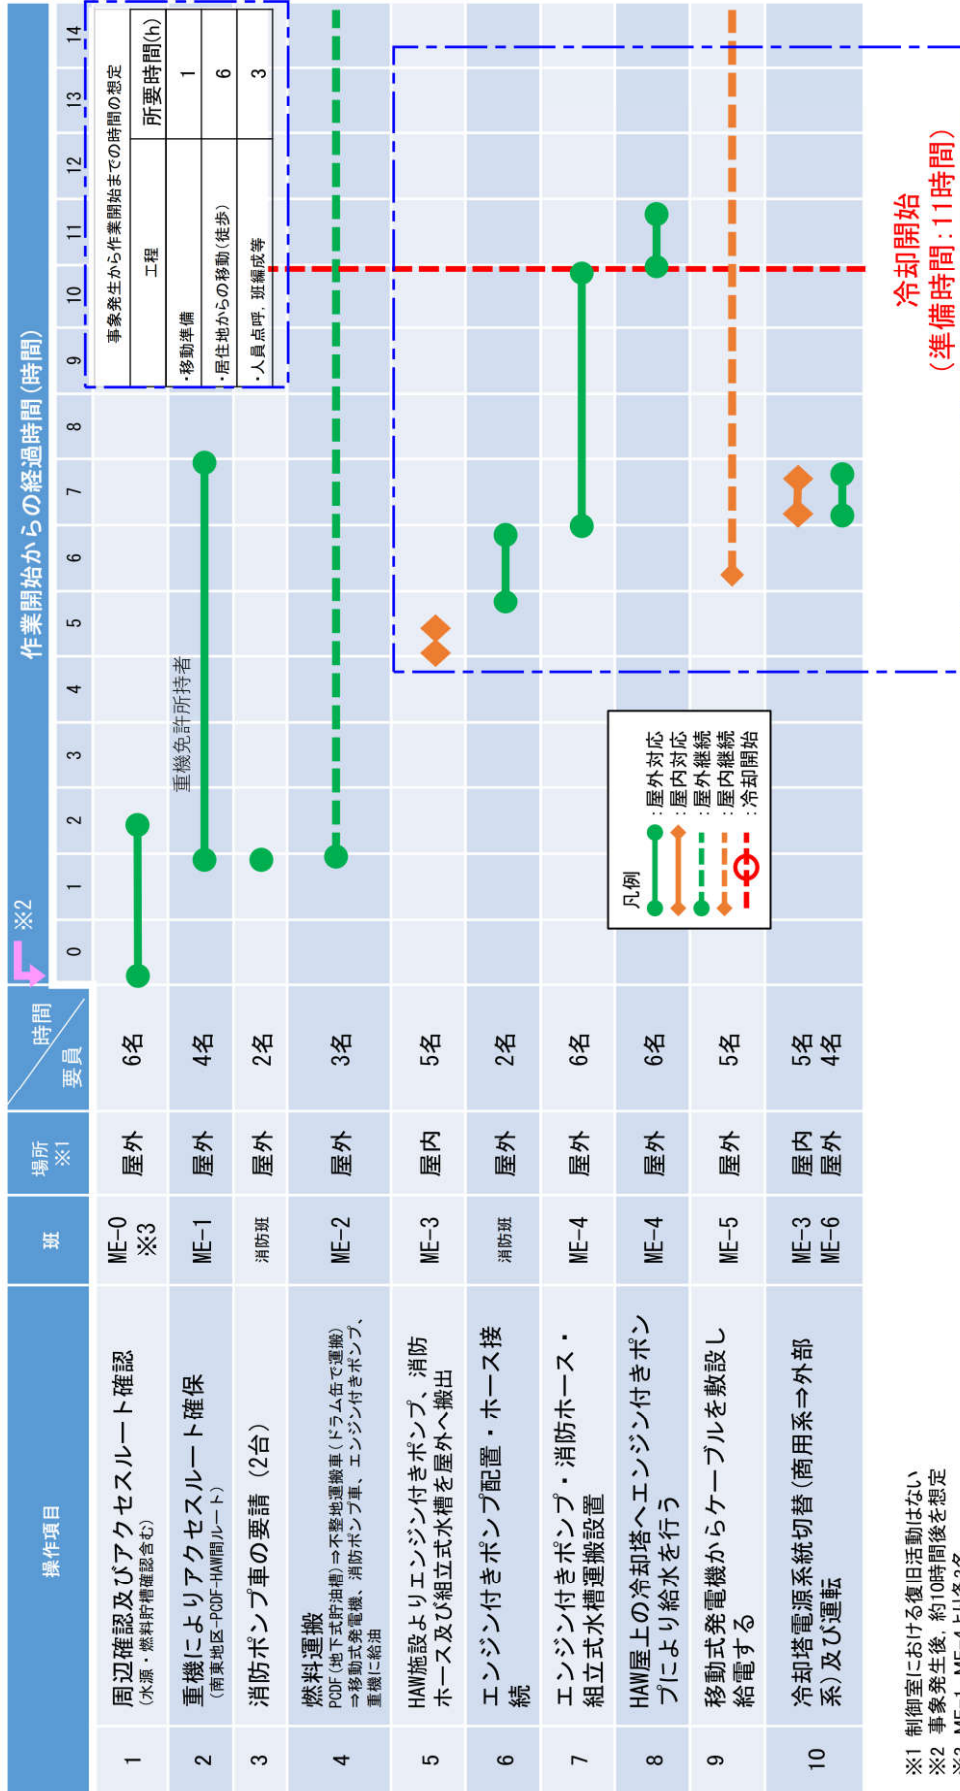 操作項目
班
場所
※1
時間
要員
※2
作業開始からの経過時間(時間)
0 1 2 3 4 5 6 7 8 9 10 11 12 13 14
1
周辺確認及びアクセスルート確認
(水源・燃料貯槽確認含む)
ME-0
※3
屋外
6名
2
重機によりアクセスルート確保
(南東地区-PCDF-HAW間ルート)
ME-1
屋外
4名
重機免許所持者
3
消防ポンプ車の要請（2台）
消防班
屋外
2名
4
燃料運搬
PCDF(地下式貯油槽)⇒不整地運搬車(ドラム缶で運搬)
⇒移動式発電機、消防ポンプ車、エンジン付きポンプ、
重機に給油
ME-2
屋外
3名
5
HAW施設よりエンジン付きポンプ、消防
ホース及び組立式水槽を屋外へ搬出
ME-3
屋内
5名
6
エンジン付きポンプ配置・ホース接
続
消防班
屋外
2名
7
エンジン付きポンプ・消防ホース・
組立式水槽運搬設置
ME-4
屋外
6名
8
HAW屋上の冷却塔へエンジン付きポン
プにより給水を行う
ME-4
屋外
6名
9
移動式発電機からケーブルを敷設し
給電する
ME-5
屋外
5名
10
冷却塔電源系統切替(商用系⇒外部
系)及び運転
ME-3 屋内 5名
ME-6 屋外 4名
事象発生から作業開始までの時間の想定
工程 所要時間(h)
・移動準備 1
・居住地からの移動(徒歩) 6
・人員点呼, 班編成等 3
凡例
:屋外対応
:屋内対応
:屋外継続
:屋内継続
:冷却開始
冷却開始
(準備時間:11時間)
※1 制御室における復旧活動はない
※2 事象発生後, 約10時間後を想定
※3 ME-1, ME-4より各3名